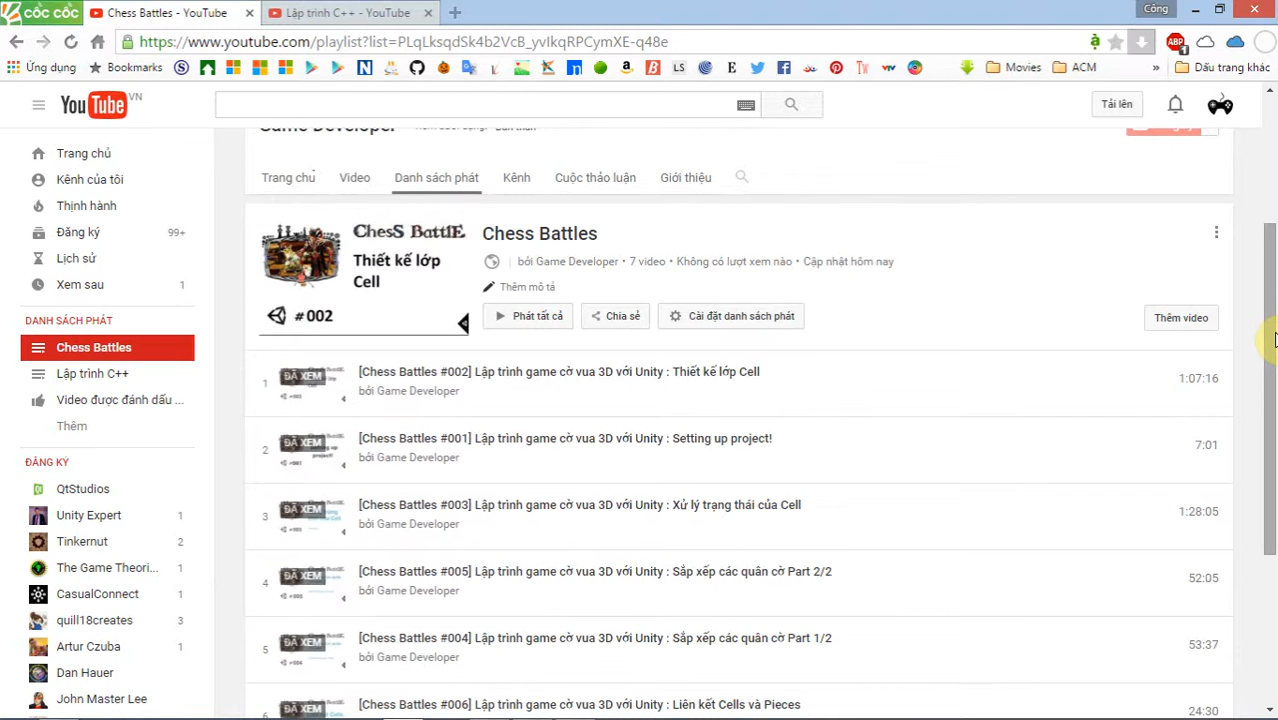 cốc cốc
Chess Battles - YouTube
Lập trình C++ - YouTube
Công
https://www.youtube.com/playlist?list=PLqLksqdSk4b2VcB_yvIkqRPCymXE-q48e
Ứng dụng
Bookmarks
Movies
ACM
Dấu trang khác
YouTube VN
Tải lên
Game Developer
Trang chủ
Video
Danh sách phát
Kênh
Cuộc thảo luận
Giới thiệu
Trang chủ
Kênh của tôi
Thịnh hành
Đăng ký 99+
Lịch sử
Xem sau 1
DANH SÁCH PHÁT
Chess Battles
Lập trình C++
Video được đánh dấu ...
Thêm
ĐĂNG KÝ
QtStudios
Unity Expert 1
Tinkernut 2
The Game Theori... 1
CasualConnect 1
quill18creates 3
Artur Czuba 1
Dan Hauer
John Master Lee
ChesS BattlE
Thiết kế lớp
Cell
#002
Chess Battles
bởi Game Developer • 7 video • Không có lượt xem nào • Cập nhật hôm nay
Thêm mô tả
Phát tất cả
Chia sẻ
Cài đặt danh sách phát
Thêm video
1 ĐÃ XEM [Chess Battles #002] Lập trình game cờ vua 3D với Unity : Thiết kế lớp Cell 1:07:16
bởi Game Developer
2 ĐÃ XEM [Chess Battles #001] Lập trình game cờ vua 3D với Unity : Setting up project! 7:01
bởi Game Developer
3 ĐÃ XEM [Chess Battles #003] Lập trình game cờ vua 3D với Unity : Xử lý trạng thái của Cell 1:28:05
bởi Game Developer
4 ĐÃ XEM [Chess Battles #005] Lập trình game cờ vua 3D với Unity : Sắp xếp các quân cờ Part 2/2 52:05
bởi Game Developer
5 ĐÃ XEM [Chess Battles #004] Lập trình game cờ vua 3D với Unity : Sắp xếp các quân cờ Part 1/2 53:37
bởi Game Developer
6 [Chess Battles #006] Lập trình game cờ vua 3D với Unity : Liên kết Cells và Pieces 24:30